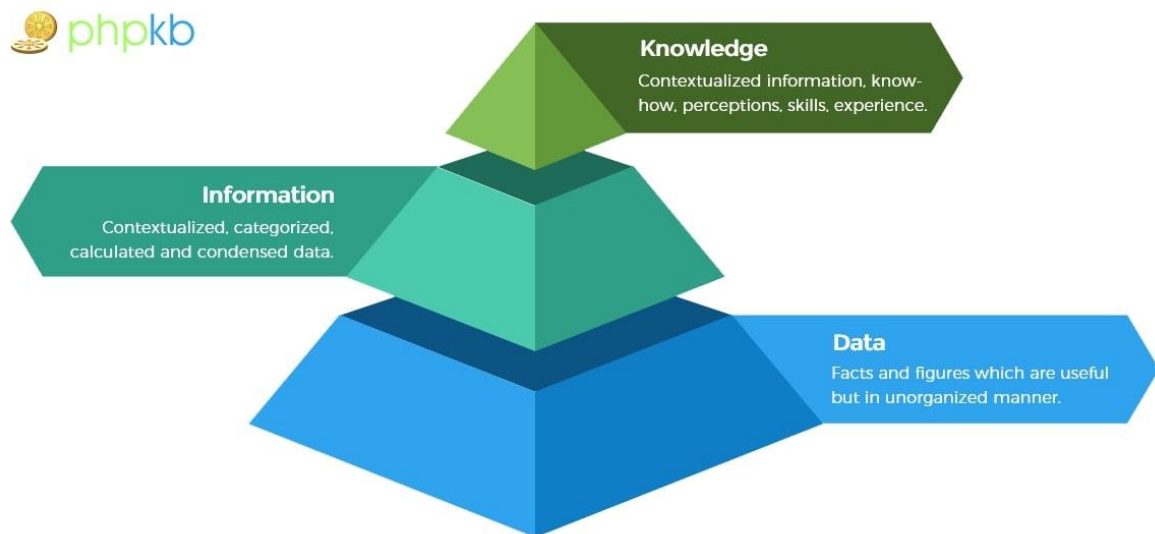 phpkb
Knowledge
Contextualized information, know-
how, perceptions, skills, experience.
Information
Contextualized, categorized,
calculated and condensed data.
Data
Facts and figures which are useful
but in unorganized manner.